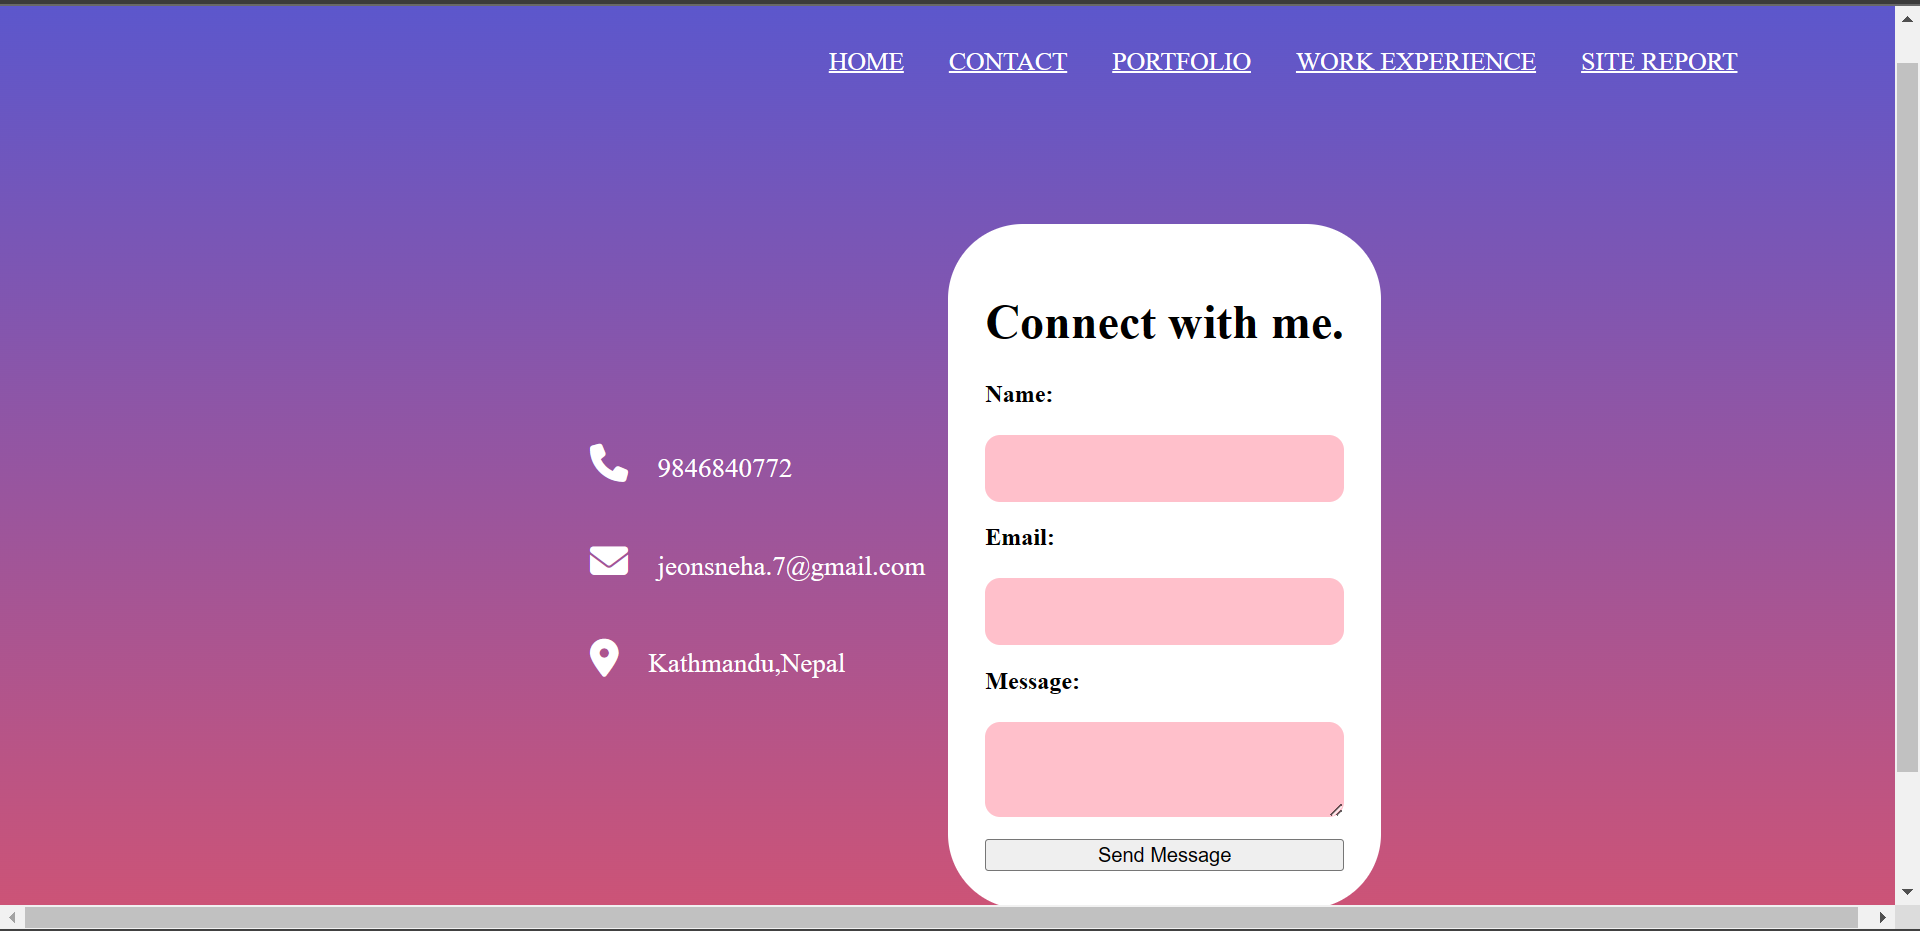 HOME CONTACT PORTFOLIO WORK EXPERIENCE SITE REPORT
9846840772
jeonsneha.7@gmail.com
Kathmandu,Nepal
Connect with me.
Name:
Email:
Message:
Send Message